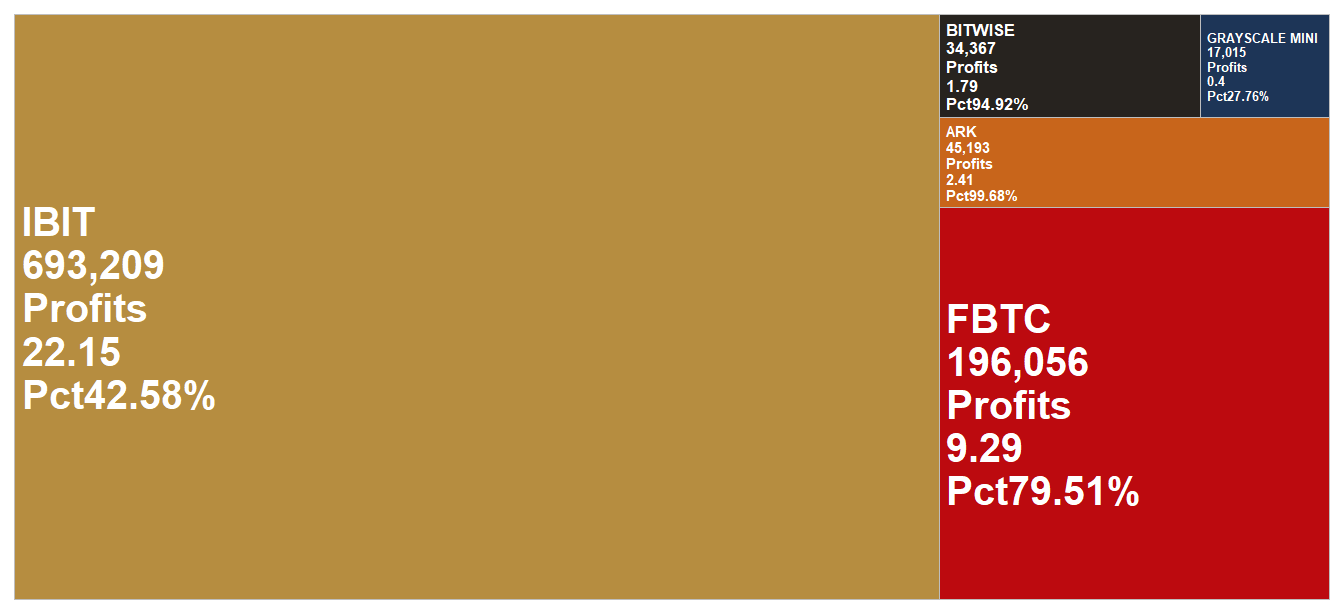 IBIT
693,209
Profits
22.15
Pct42.58%
BITWISE
34,367
Profits
1.79
Pct94.92%
GRAYSCALE MINI
17,015
Profits
0.4
Pct27.76%
ARK
45,193
Profits
2.41
Pct99.68%
FBTC
196,056
Profits
9.29
Pct79.51%